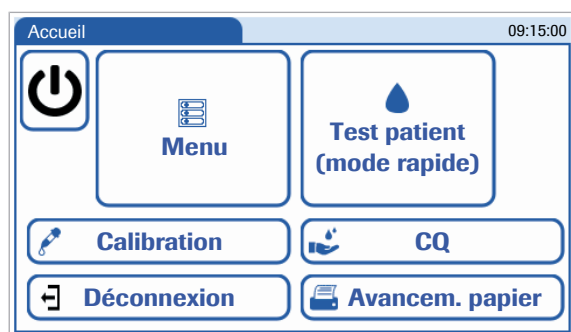 Accueil
09:15:00
Menu
Test patient
(mode rapide)
Calibration
CQ
Déconnexion
Avancem. papier